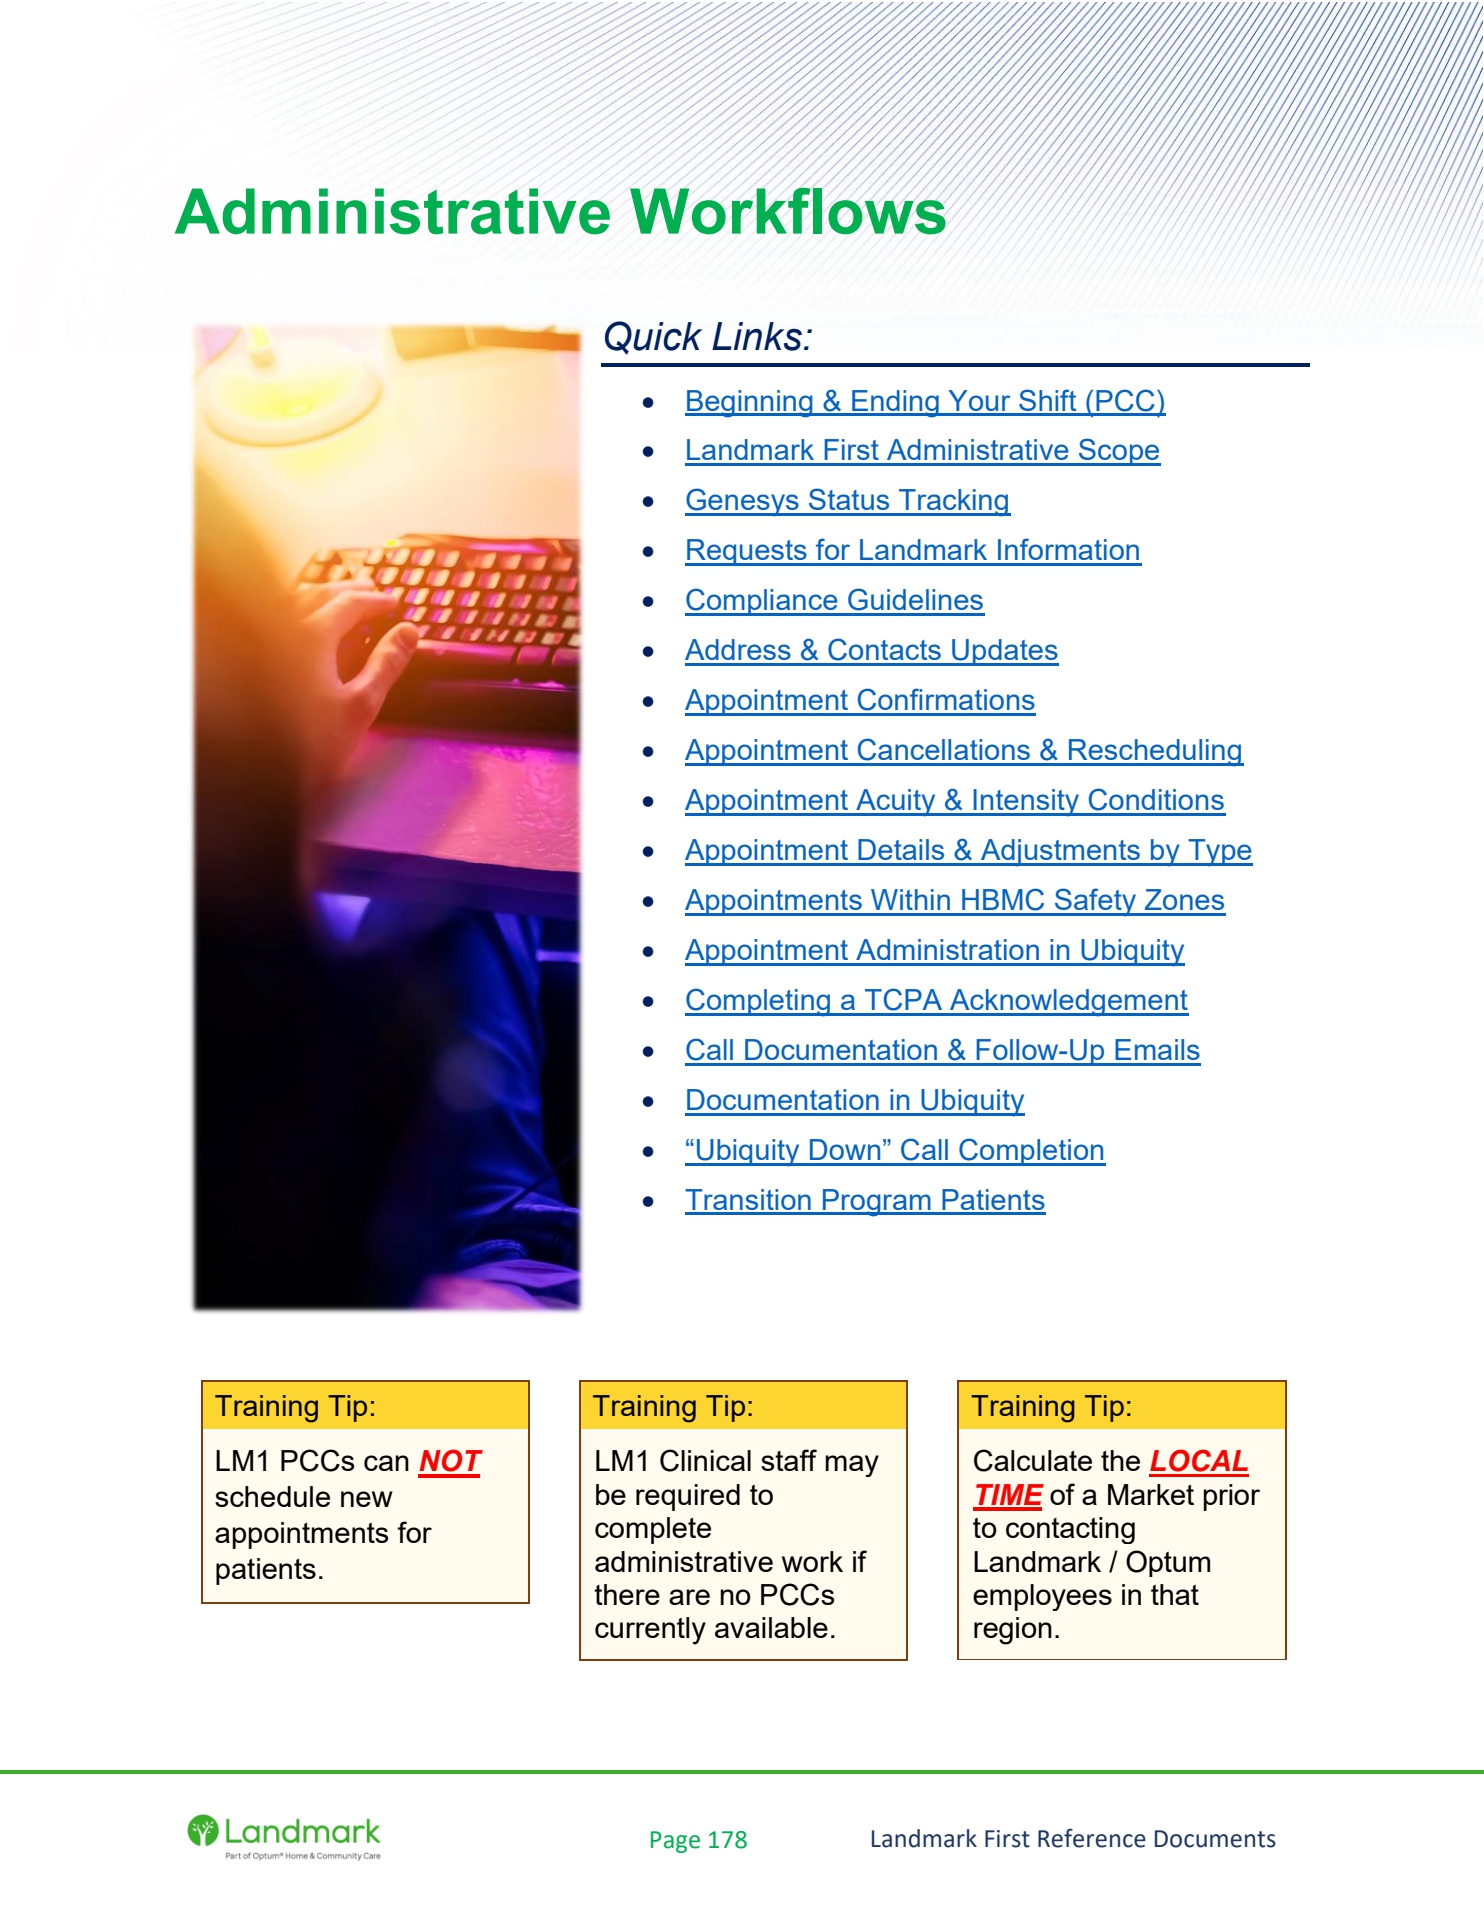 Administrative Workflows
Quick Links:
• Beginning & Ending Your Shift (PCC)
• Landmark First Administrative Scope
• Genesys Status Tracking
• Requests for Landmark Information
• Compliance Guidelines
• Address & Contacts Updates
• Appointment Confirmations
• Appointment Cancellations & Rescheduling
• Appointment Acuity & Intensity Conditions
• Appointment Details & Adjustments by Type
• Appointments Within HBMC Safety Zones
• Appointment Administration in Ubiquity
• Completing a TCPA Acknowledgement
• Call Documentation & Follow-Up Emails
• Documentation in Ubiquity
• “Ubiquity Down” Call Completion
• Transition Program Patients
Training Tip:
LM1 PCCs can NOT
schedule new
appointments for
patients.
Training Tip:
LM1 Clinical staff may
be required to
complete
administrative work if
there are no PCCs
currently available.
Training Tip:
Calculate the LOCAL
TIME of a Market prior
to contacting
Landmark / Optum
employees in that
region.
Landmark
Part of Optum® Home & Community Care
Page 178
Landmark First Reference Documents